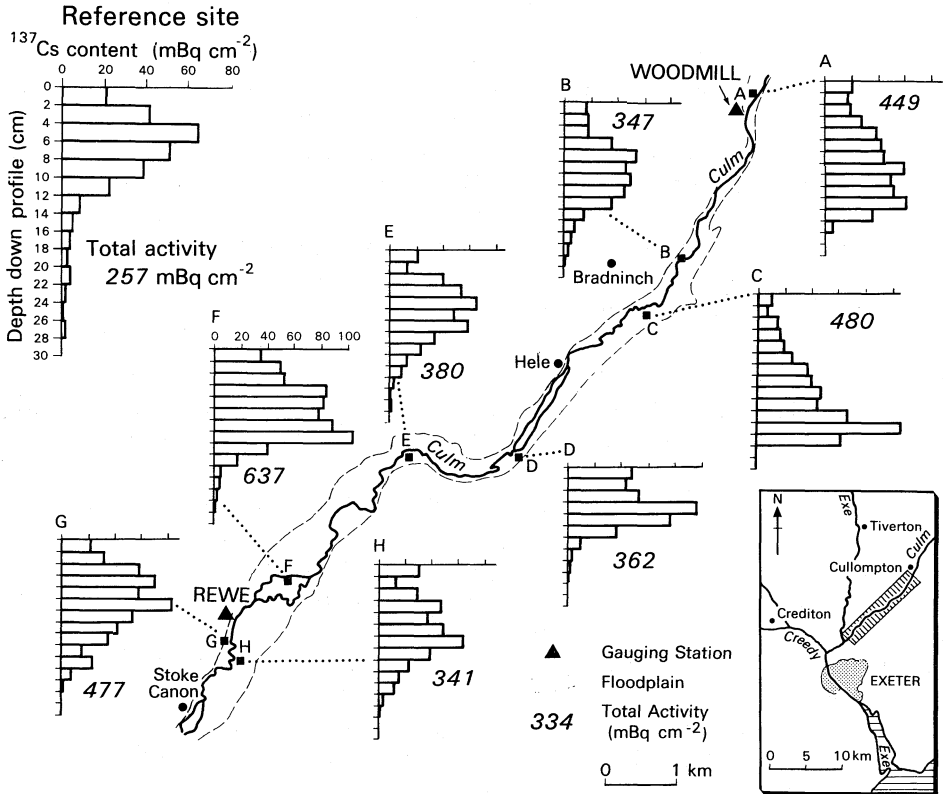 Reference site
137Cs content (mBq cm-2)
0 20 40 60 80
Depth down profile (cm)
0
2
4
6
8
10
12
14
16
18
20
22
24
26
28
30
Total activity
257 mBq cm-2
WOODMILL
A
A
449
B
347
Culm
B
Bradninch
C
C
480
E
380
Hele
F
0 20 40 60 80 100
637
E
Culm
D
D
362
G
477
F
REWE
G
H
H
341
Stoke
Canon
Gauging Station
Floodplain
334 Total Activity
(mBq cm-2)
0 1 km
N
Exe
Tiverton
Culm
Cullompton
Crediton
Creedy
EXETER
0 5 10 km
Exe